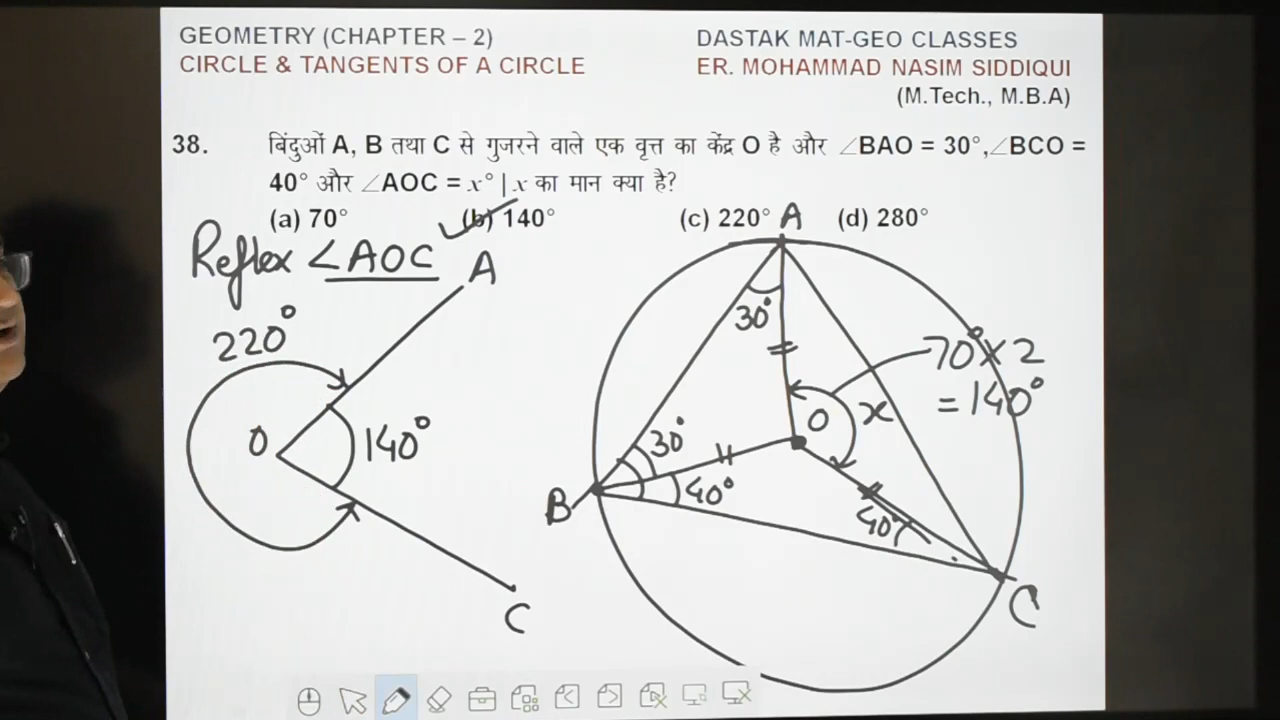 GEOMETRY (CHAPTER – 2)
CIRCLE & TANGENTS OF A CIRCLE
DASTAK MAT-GEO CLASSES
ER. MOHAMMAD NASIM SIDDIQUI
(M.Tech., M.B.A)
38. बिंदुओं A, B तथा C से गुजरने वाले एक वृत्त का केंद्र O है और ∠BAO = 30°,∠BCO =
40° और ∠AOC = x° | x का मान क्या है?
(a) 70° (b) 140° (c) 220° (d) 280°
Reflex ∠AOC
A
220°
O
140°
C
A
30°
70° × 2
= 140°
O
x
30°
40°
B
40°
C